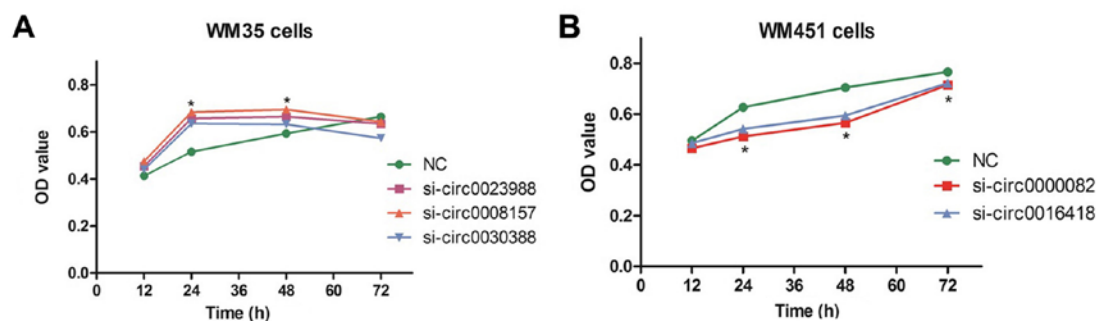 A
WM35 cells
0.8
0.6
0.4
0.2
0.0
OD value
*
*
NC
si-circ0023988
si-circ0008157
si-circ0030388
0 12 24 36 48 60 72
Time (h)
B
WM451 cells
0.8
0.6
0.4
0.2
0.0
OD value
*
*
*
NC
si-circ0000082
si-circ0016418
0 12 24 36 48 60 72
Time (h)